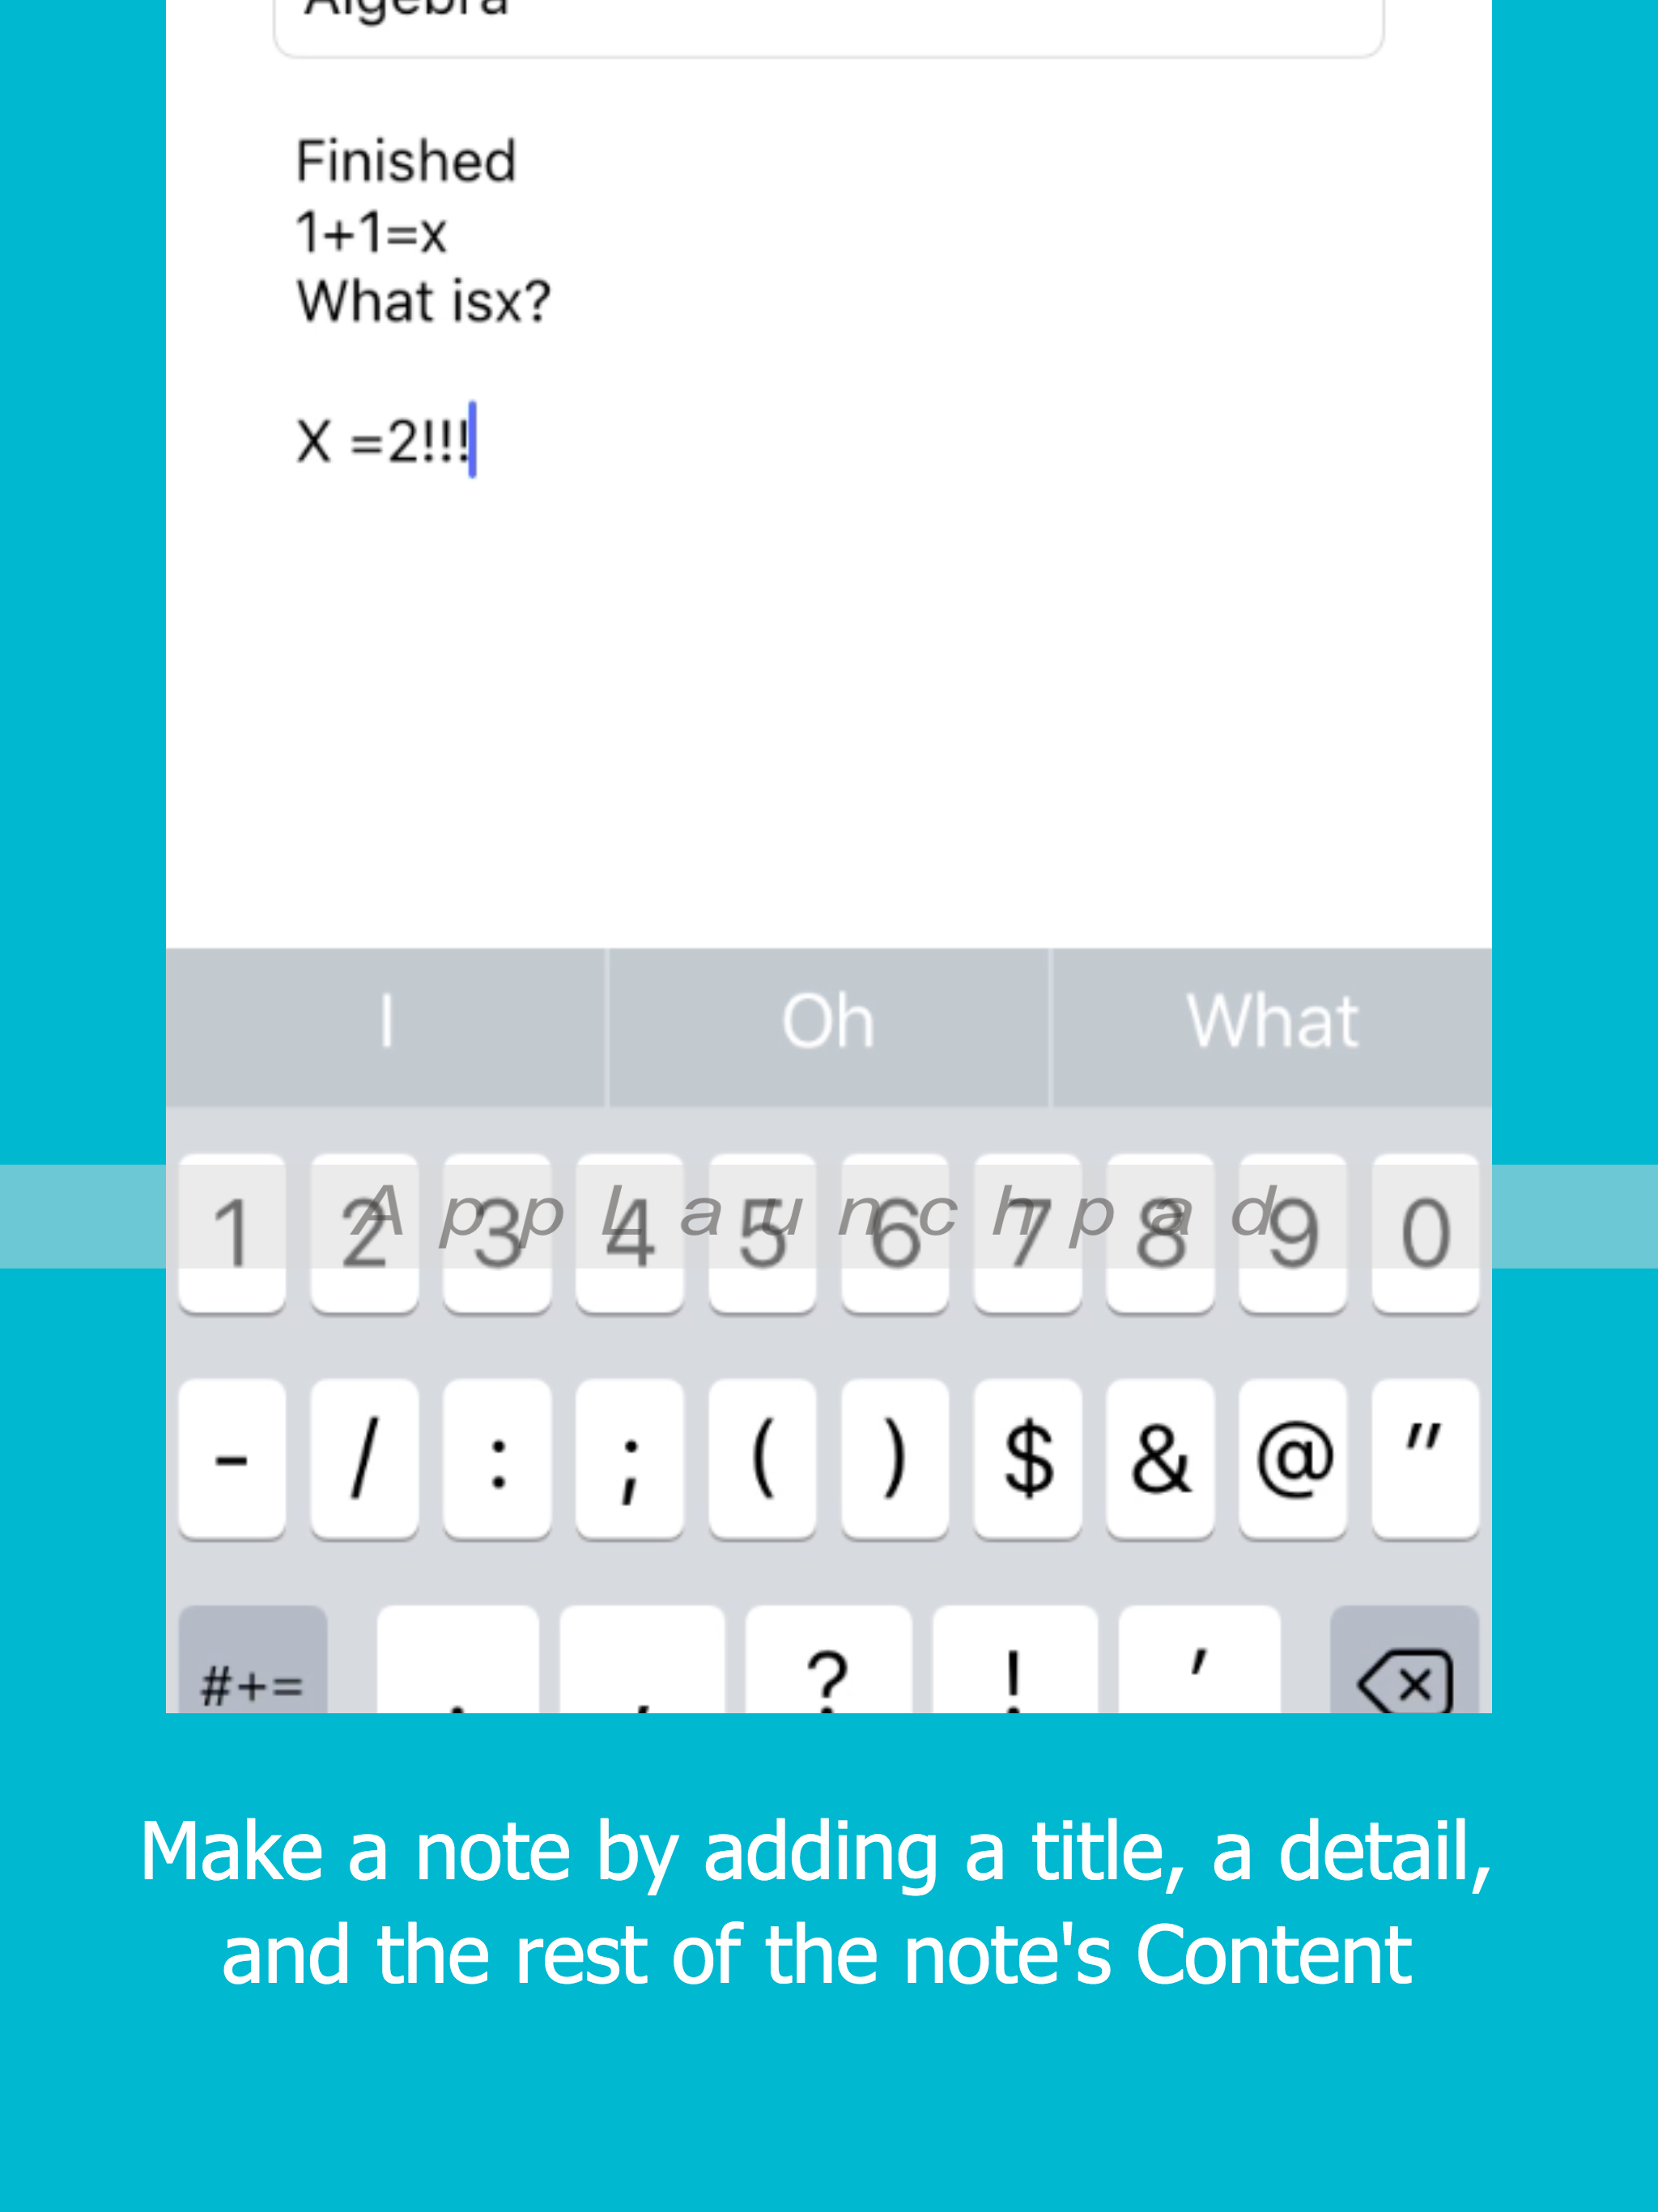 Algebra
Finished
1+1=x
What isx?
X =2!!!
I Oh What
1 2 3 4 5 6 7 8 9 0
AppLaunchpad
- / : ; ( ) $ & @ "
#+= . , ? ! '
Make a note by adding a title, a detail,
and the rest of the note's Content